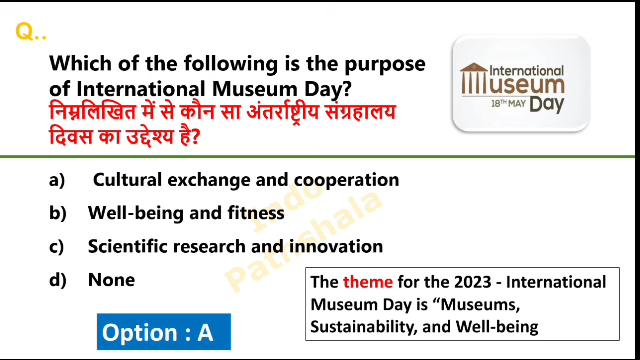 Q..
Which of the following is the purpose
of International Museum Day?
निम्नलिखित में से कौन सा अंतर्राष्ट्रीय संग्रहालय
दिवस का उद्देश्य है?
International
Museum
18TH MAY Day
a) Cultural exchange and cooperation
b) Well-being and fitness
c) Scientific research and innovation
d) None
Indo
Pathshala
The theme for the 2023 - International
Museum Day is “Museums,
Sustainability, and Well-being
Option : A